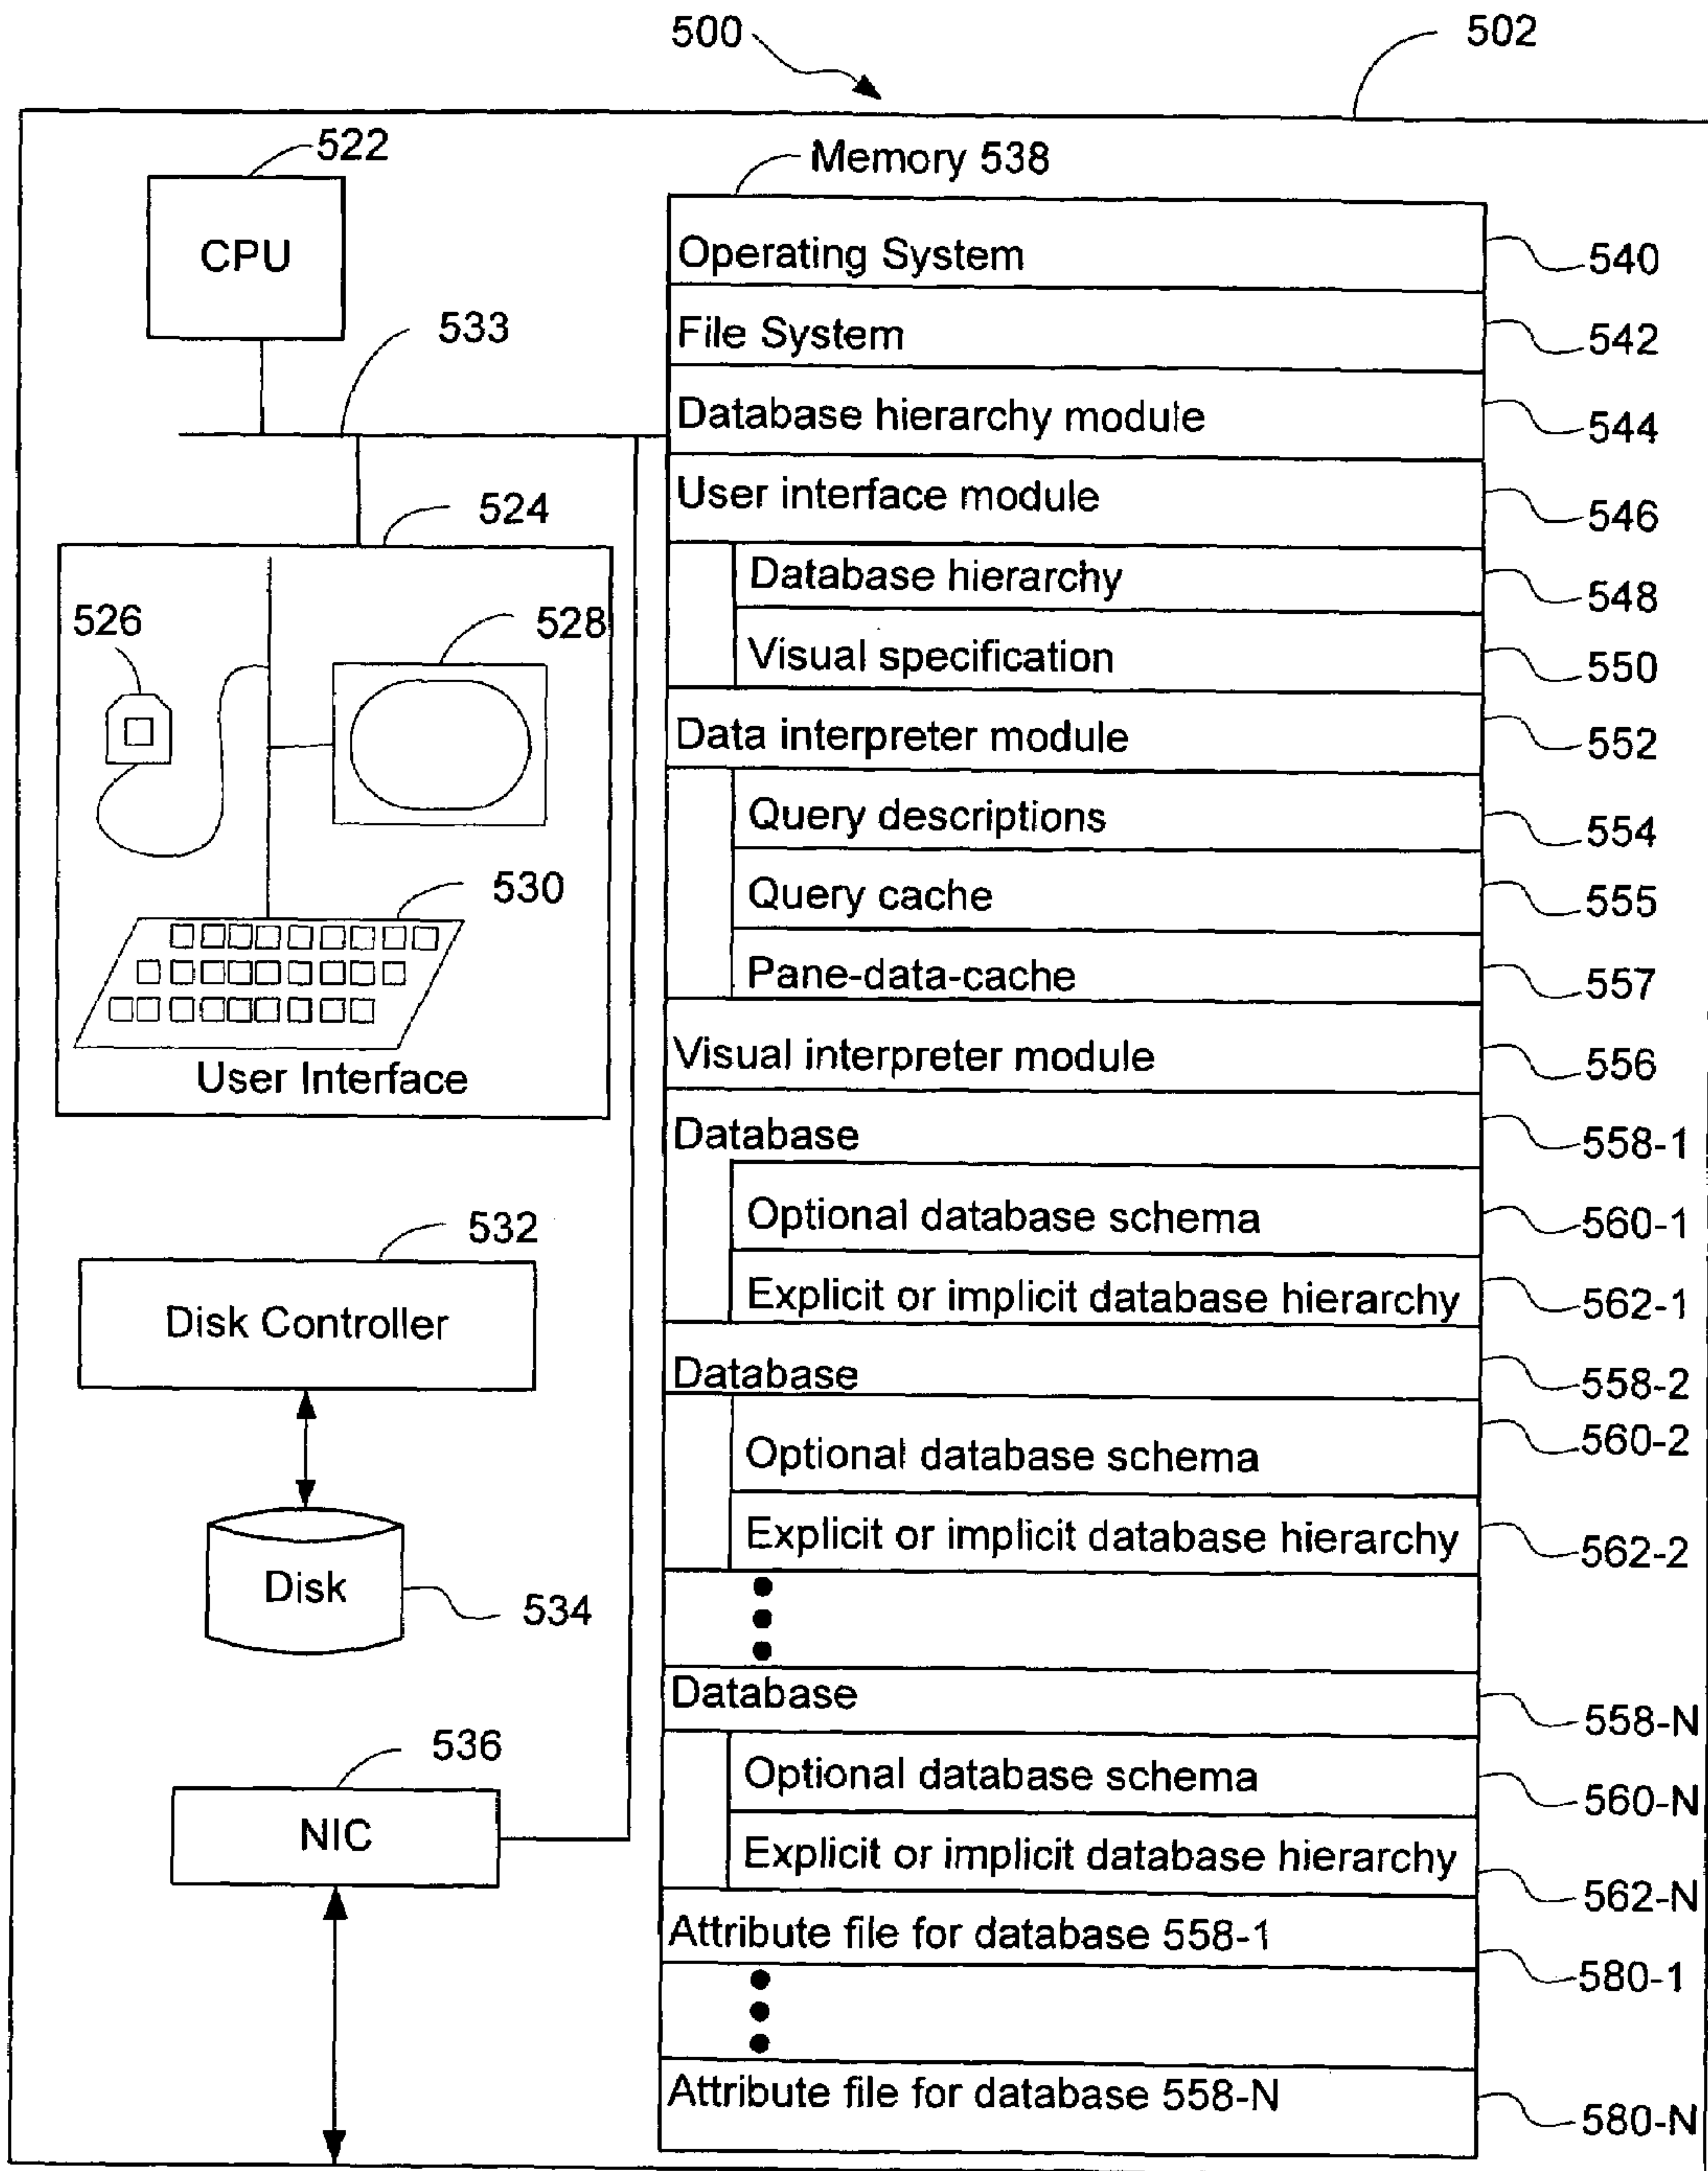 500
502
522
CPU
533
524
526
528
530
User Interface
532
Disk Controller
Disk
534
536
NIC
Memory 538
Operating System 540
File System 542
Database hierarchy module 544
User interface module 546
Database hierarchy 548
Visual specification 550
Data interpreter module 552
Query descriptions 554
Query cache 555
Pane-data-cache 557
Visual interpreter module 556
Database 558-1
Optional database schema 560-1
Explicit or implicit database hierarchy 562-1
Database 558-2
Optional database schema 560-2
Explicit or implicit database hierarchy 562-2
Database 558-N
Optional database schema 560-N
Explicit or implicit database hierarchy 562-N
Attribute file for database 558-1 580-1
Attribute file for database 558-N 580-N